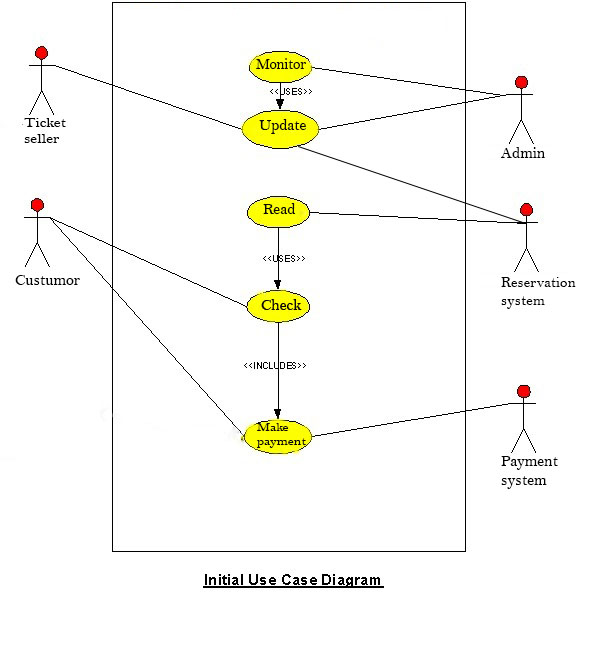 Monitor
<<USES>>
Update
Ticket
seller
Admin
Read
Custumor
<<USES>>
Reservation
system
Check
<<INCLUDES>>
Make
payment
Payment
system
Initial Use Case Diagram